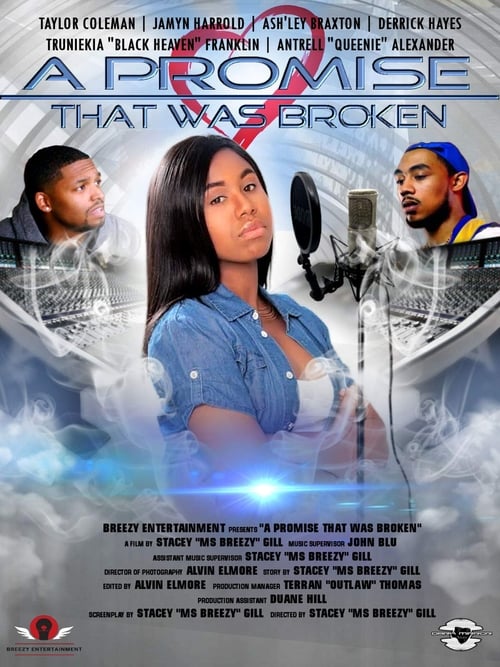 TAYLOR COLEMAN | JAMYN HARROLD | ASH'LEY BRAXTON | DERRICK HAYES
TRUNIEKIA "BLACK HEAVEN" FRANKLIN | ANTRELL "QUEENIE" ALEXANDER
A PROMISE
THAT WAS BROKEN
BREEZY ENTERTAINMENT PRESENTS "A PROMISE THAT WAS BROKEN"
A FILM BY STACEY "MS BREEZY" GILL MUSIC SUPERVISOR JOHN BLU
ASSISTANT MUSIC SUPERVISOR STACEY "MS BREEZY" GILL
DIRECTOR OF PHOTOGRAPHY ALVIN ELMORE STORY BY STACEY "MS BREEZY" GILL
EDITED BY ALVIN ELMORE PRODUCTION MANAGER TERRAN "OUTLAW" THOMAS
PRODUCTION ASSISTANT DUANE HILL
SCREENPLAY BY STACEY "MS BREEZY" GILL DIRECTED BY STACEY "MS BREEZY" GILL
BREEZY ENTERTAINMENT